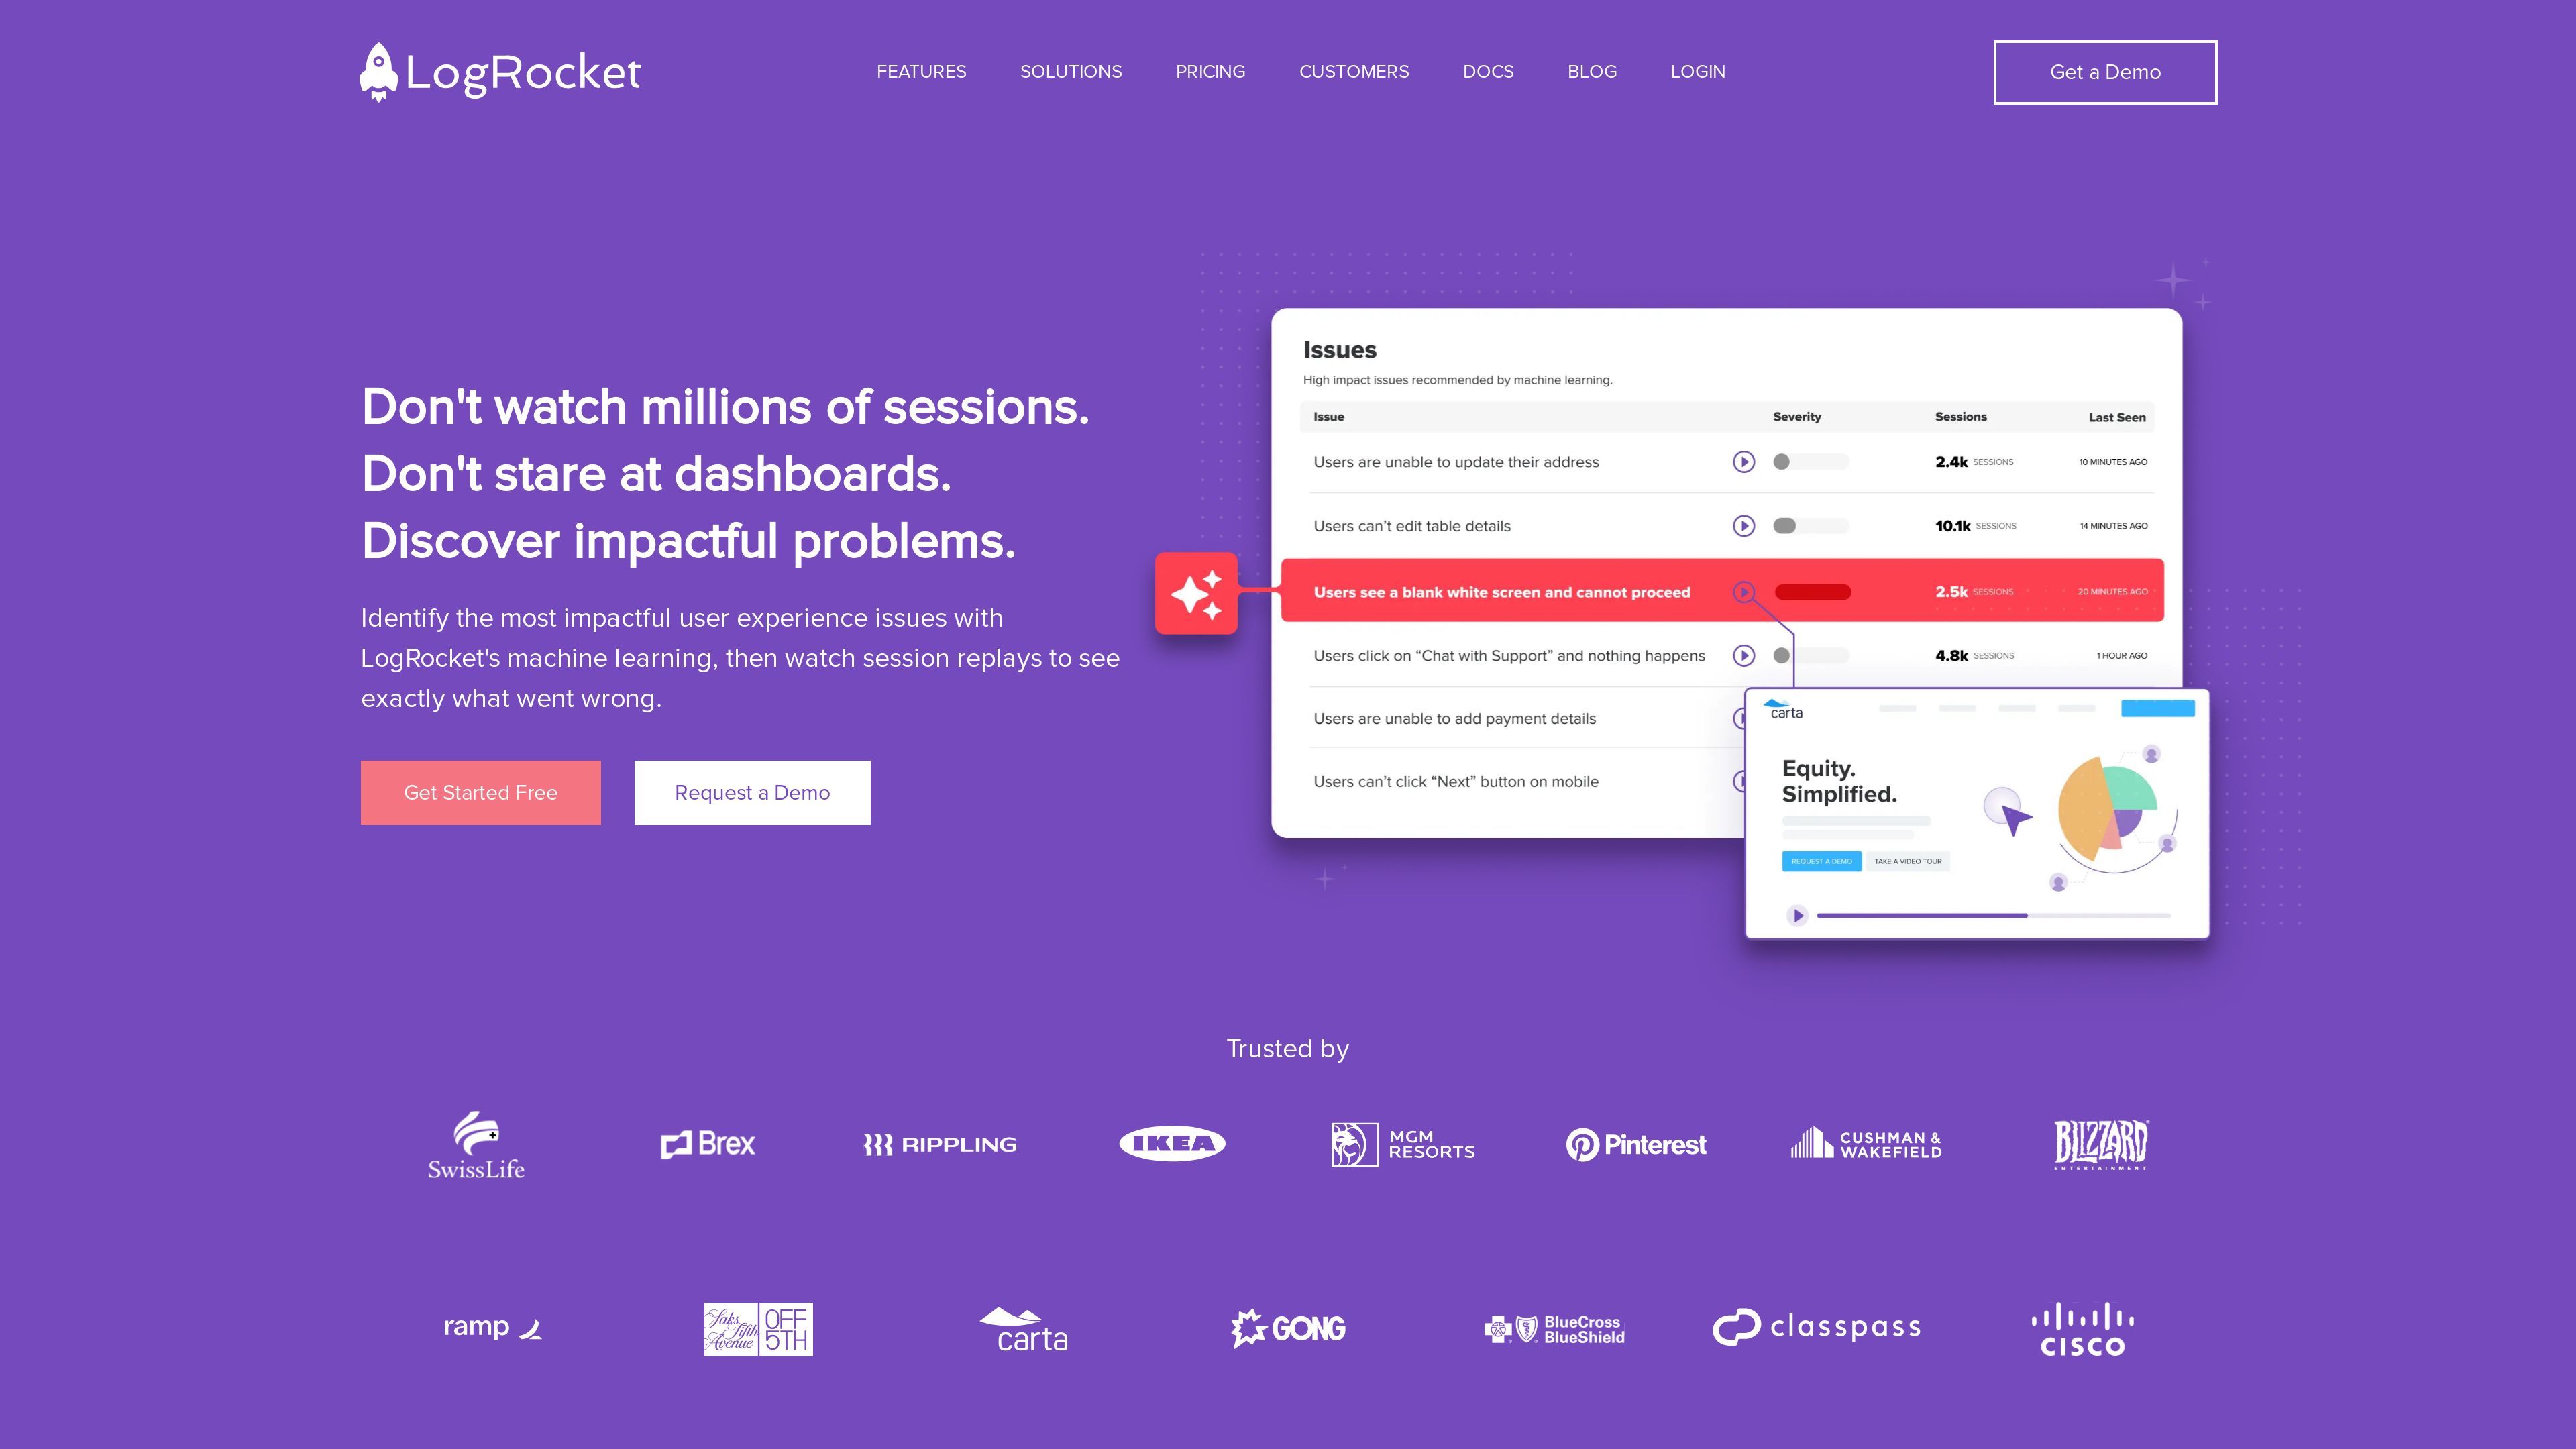 LogRocket
FEATURES SOLUTIONS PRICING CUSTOMERS DOCS BLOG LOGIN
Get a Demo
Don't watch millions of sessions.
Don't stare at dashboards.
Discover impactful problems.
Identify the most impactful user experience issues with
LogRocket's machine learning, then watch session replays to see
exactly what went wrong.
Get Started Free
Request a Demo
Issues
High impact issues recommended by machine learning.
Issue Severity Sessions Last Seen
Users are unable to update their address 2.4k SESSIONS 10 MINUTES AGO
Users can’t edit table details 10.1k SESSIONS 14 MINUTES AGO
Users see a blank white screen and cannot proceed 2.5k SESSIONS 20 MINUTES AGO
Users click on “Chat with Support” and nothing happens 4.8k SESSIONS 1 HOUR AGO
Users are unable to add payment details
Users can’t click “Next” button on mobile
carta
Equity.
Simplified.
REQUEST A DEMO TAKE A VIDEO TOUR
Trusted by
SwissLife
Brex
RIPPLING
IKEA
MGM
RESORTS
Pinterest
CUSHMAN &
WAKEFIELD
BLIZZARD
ENTERTAINMENT
ramp
Saks
fifth
Avenue
OFF
5TH
carta
GONG
BlueCross
BlueShield
classpass
CISCO